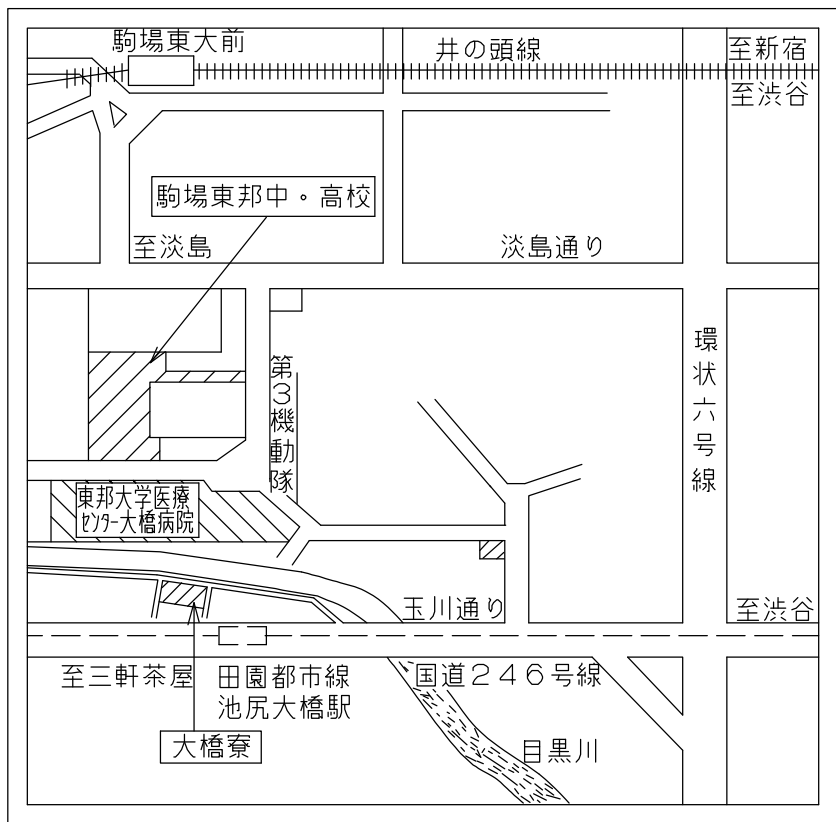 駒場東大前
井の頭線
至新宿
至渋谷
駒場東邦中・高校
至淡島
淡島通り
第3機動隊
環状六号線
東邦大学医療
センター大橋病院
玉川通り
至渋谷
至三軒茶屋
田園都市線
池尻大橋駅
国道246号線
大橋寮
目黒川